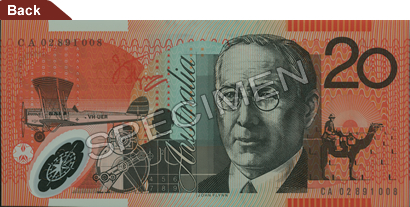 Back
CA 02891008
20
Australia
VH-UER
SPECIMEN
JOHN FLYNN
CA 02891008